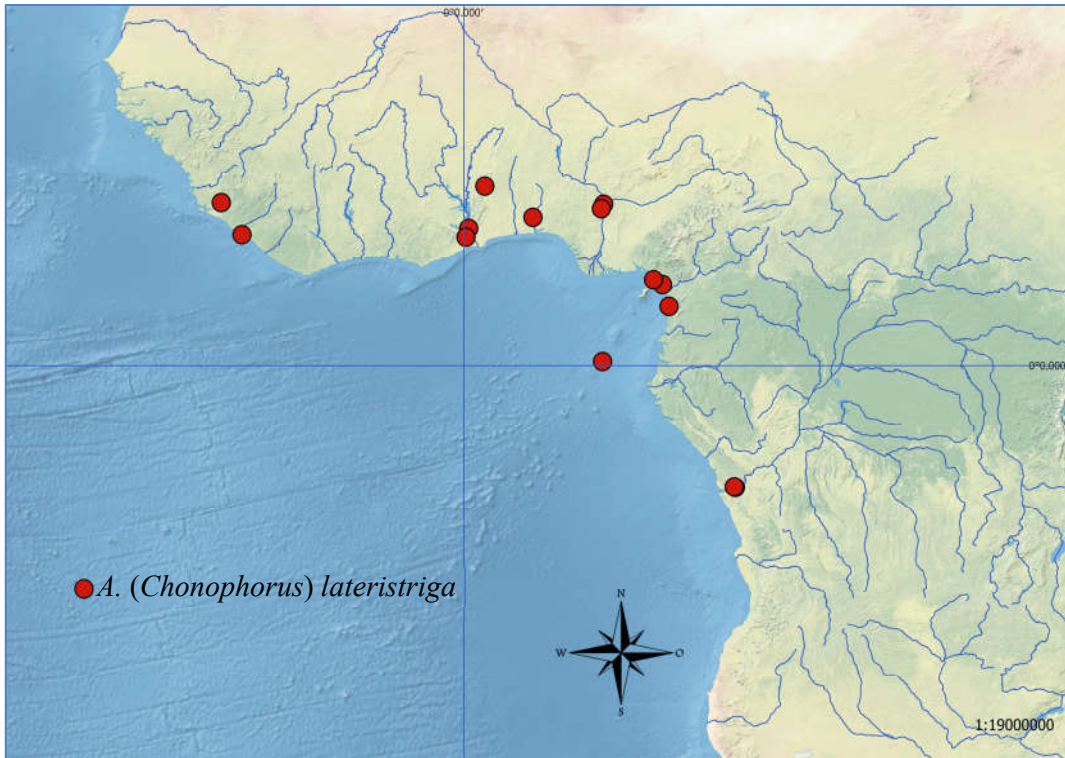 0°0.000'
0°0.000
A. (Chonophorus) lateristriga
N
W
O
S
1:19000000